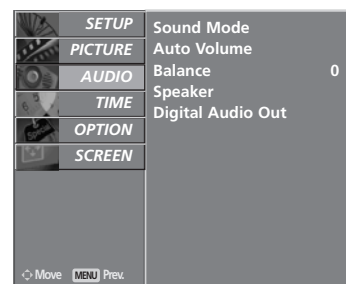 SETUP
PICTURE
AUDIO
TIME
OPTION
SCREEN
Sound Mode
Auto Volume
Balance 0
Speaker
Digital Audio Out
Move MENU Prev.